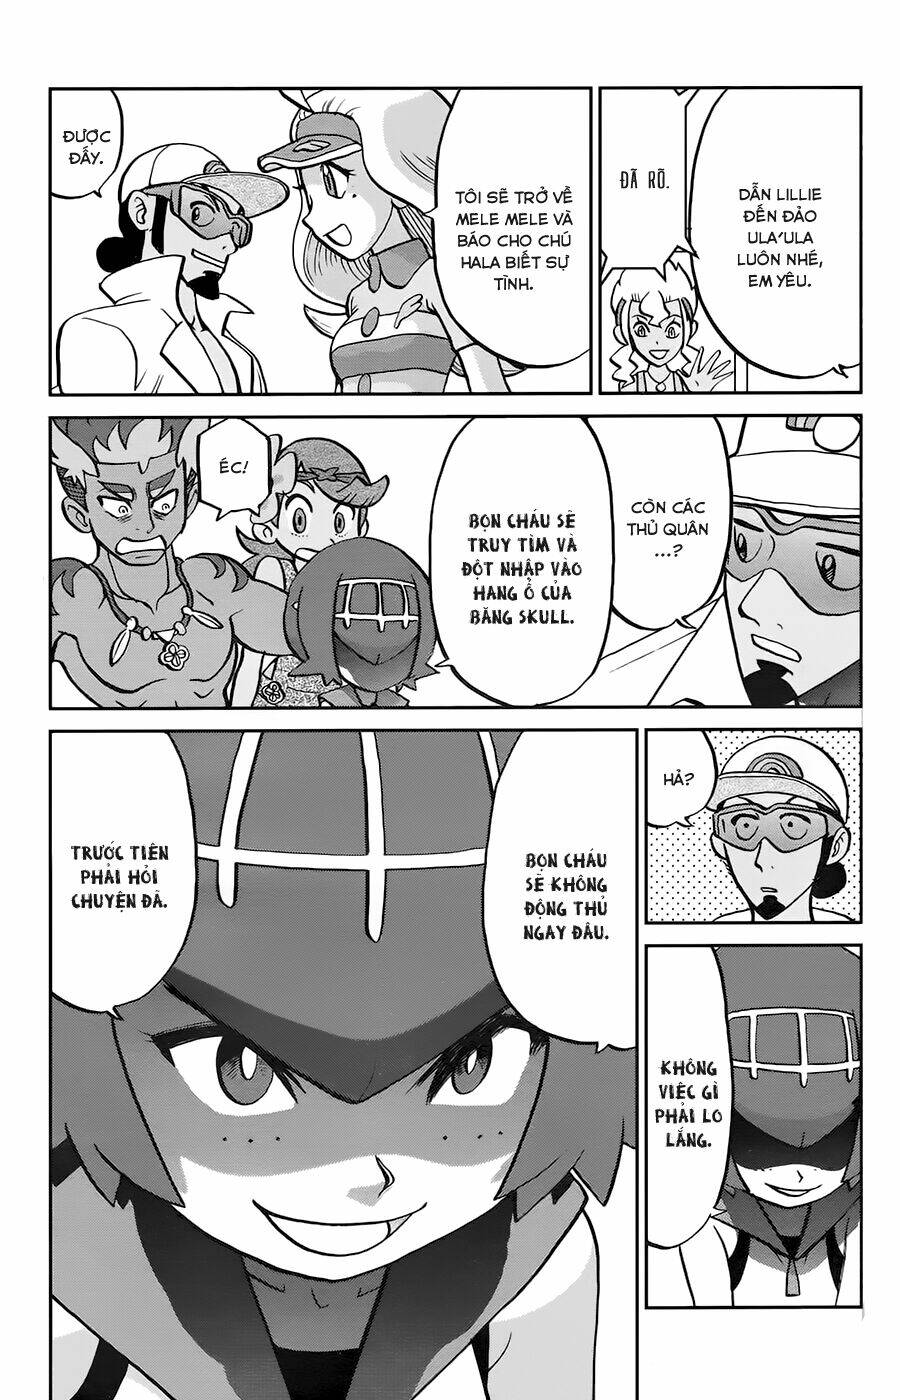 DẪN LILLIE
ĐẾN ĐẢO
ULA'ULA
LUÔN NHÉ,
EM YÊU.
ĐÃ RÕ.
TÔI SẼ TRỞ VỀ
MELE MELE VÀ
BÁO CHO CHÚ
HALA BIẾT SỰ
TÌNH.
ĐƯỢC
ĐẤY.
CÒN CÁC
THỦ QUÂN
...?
BỌN CHÁU SẼ
TRUY TÌM VÀ
ĐỘT NHẬP VÀO
HANG Ổ CỦA
BĂNG SKULL.
ÉC!
HẢ?
KHÔNG
VIỆC GÌ
PHẢI LO
LẮNG.
BỌN CHÁU
SẼ KHÔNG
ĐỘNG THỦ
NGAY ĐÂU.
TRƯỚC TIÊN
PHẢI HỎI
CHUYỆN ĐÃ.